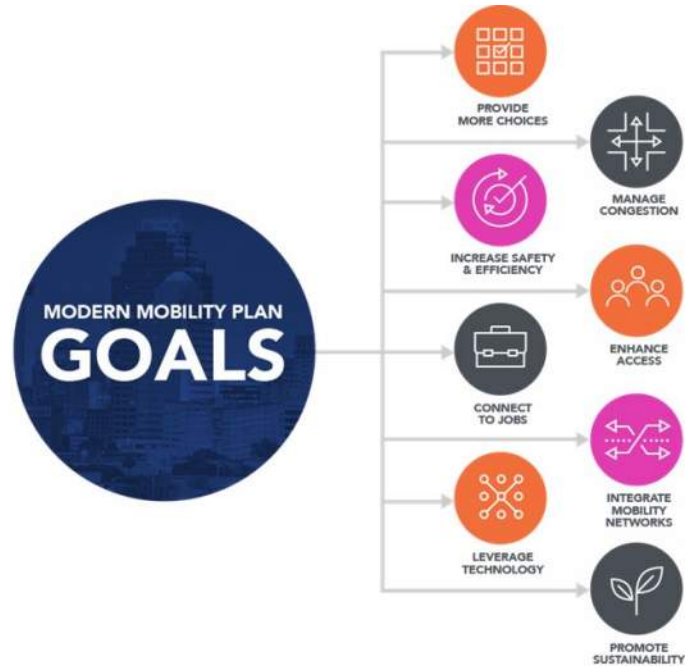 MODERN MOBILITY PLAN
GOALS
PROVIDE
MORE CHOICES
MANAGE
CONGESTION
INCREASE SAFETY
& EFFICIENCY
ENHANCE
ACCESS
CONNECT
TO JOBS
INTEGRATE
MOBILITY
NETWORKS
LEVERAGE
TECHNOLOGY
PROMOTE
SUSTAINABILITY